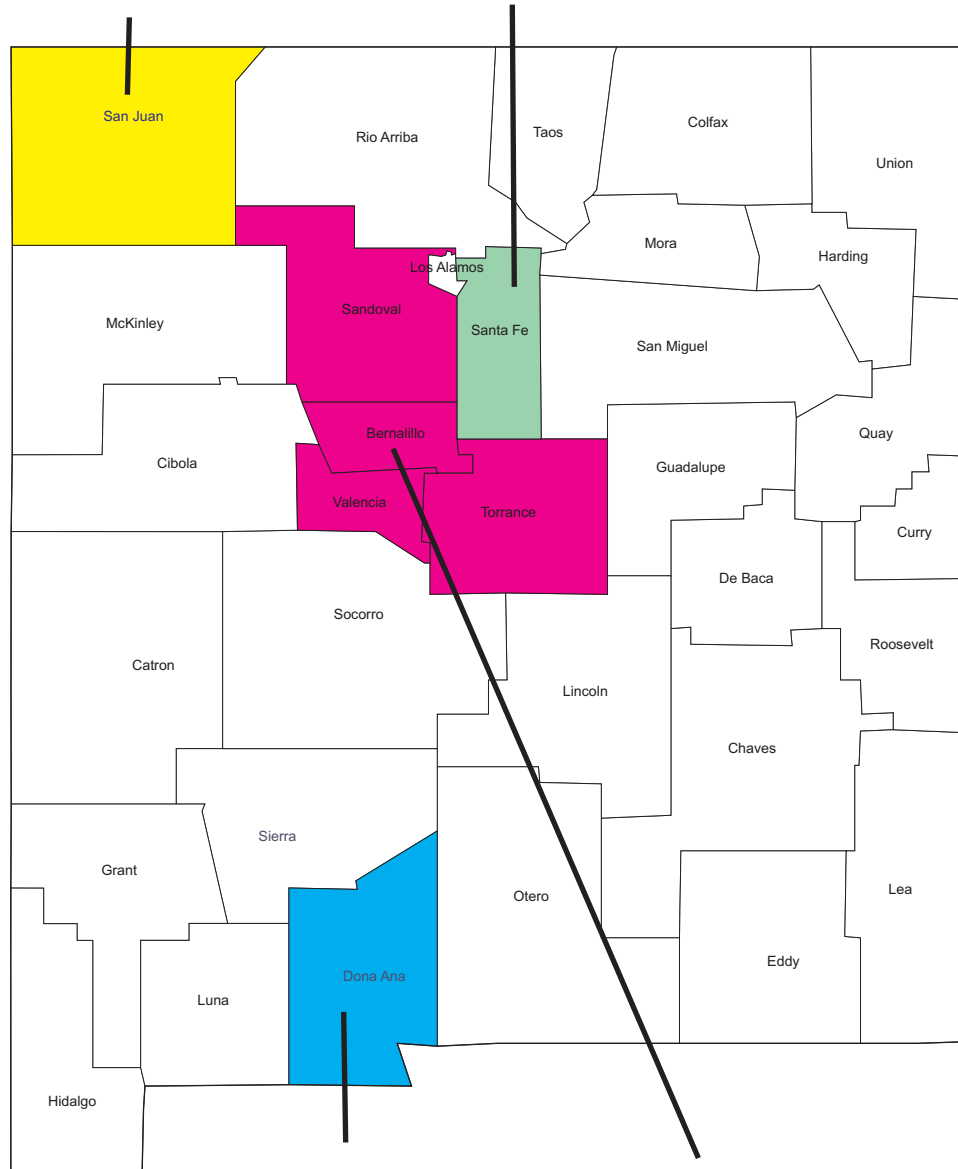 San Juan
Rio Arriba
Taos
Colfax
Union
Mora
Harding
Los Alamos
McKinley
Sandoval
Santa Fe
San Miguel
Cibola
Bernalillo
Quay
Guadalupe
Valencia
Torrance
Curry
De Baca
Socorro
Roosevelt
Catron
Lincoln
Chaves
Sierra
Grant
Otero
Lea
Eddy
Dona Ana
Luna
Hidalgo